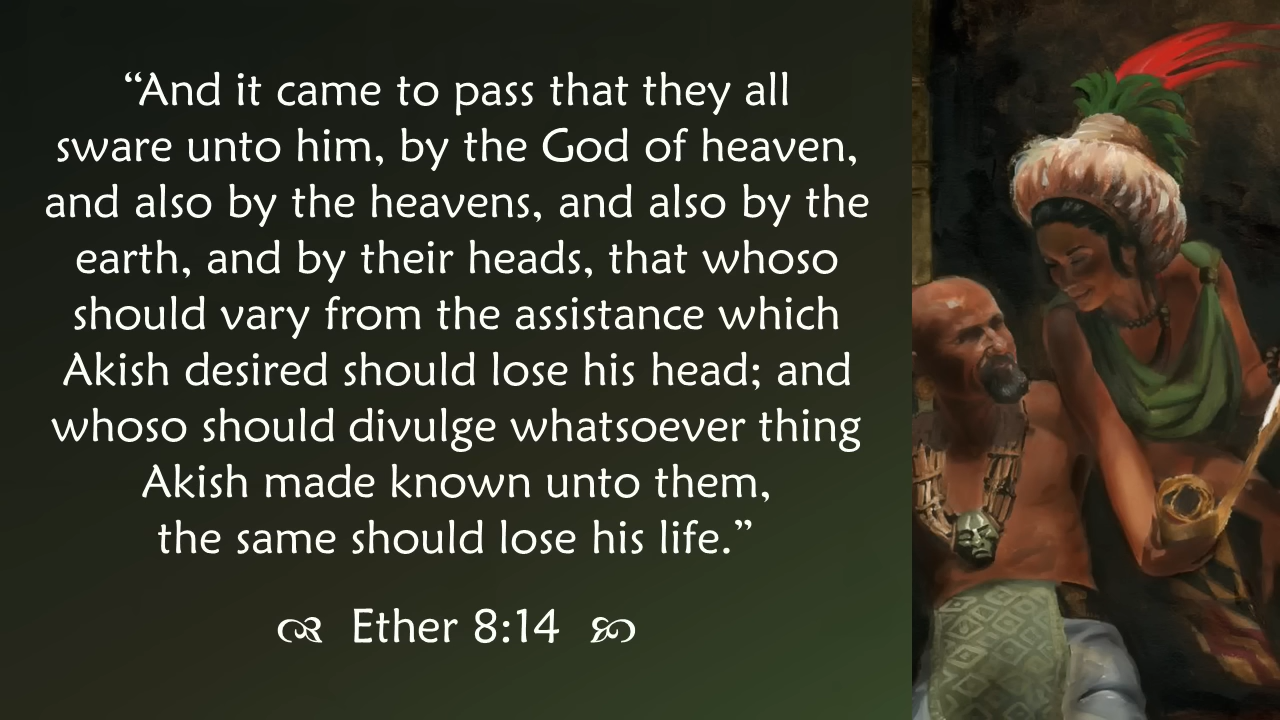 “And it came to pass that they all
sware unto him, by the God of heaven,
and also by the heavens, and also by the
earth, and by their heads, that whoso
should vary from the assistance which
Akish desired should lose his head; and
whoso should divulge whatsoever thing
Akish made known unto them,
the same should lose his life.”
Ether 8:14